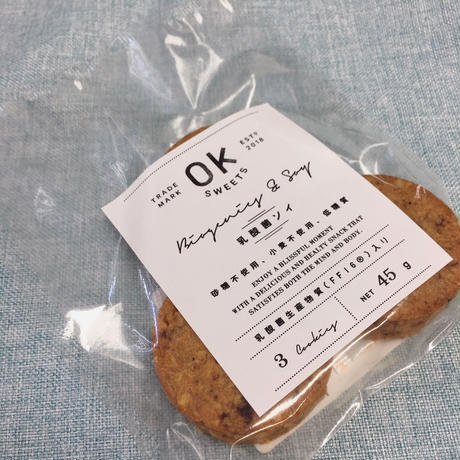 TRADE MARK
OK
SWEETS
ESTD 2018
Biogenics & Soy
乳酸菌ソイ
砂糖不使用、小麦不使用、低糖質
ENJOY A BLISSFUL MOMENT
WITH A DELICIOUS AND HEALTY SNACK THAT
SATISFIES BOTH THE MIND AND BODY.
乳酸菌生産物質(FF16®)入り
3 Cookies
NET 45 g